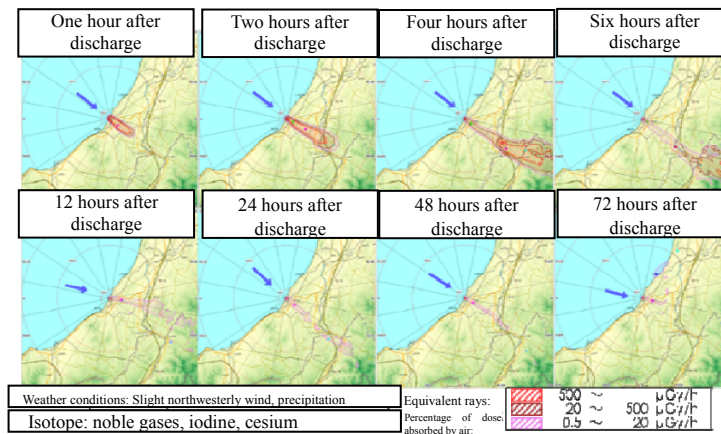 One hour after
discharge
Two hours after
discharge
Four hours after
discharge
Six hours after
discharge
12 hours after
discharge
24 hours after
discharge
48 hours after
discharge
72 hours after
discharge
Weather conditions: Slight northwesterly wind, precipitation
Isotope: noble gases, iodine, cesium
Equivalent rays:
Percentage of dose
absorbed by air:
500 ~ μGy/h
20 ~ 500 μGy/h
0.5 ~ 20 μGy/h